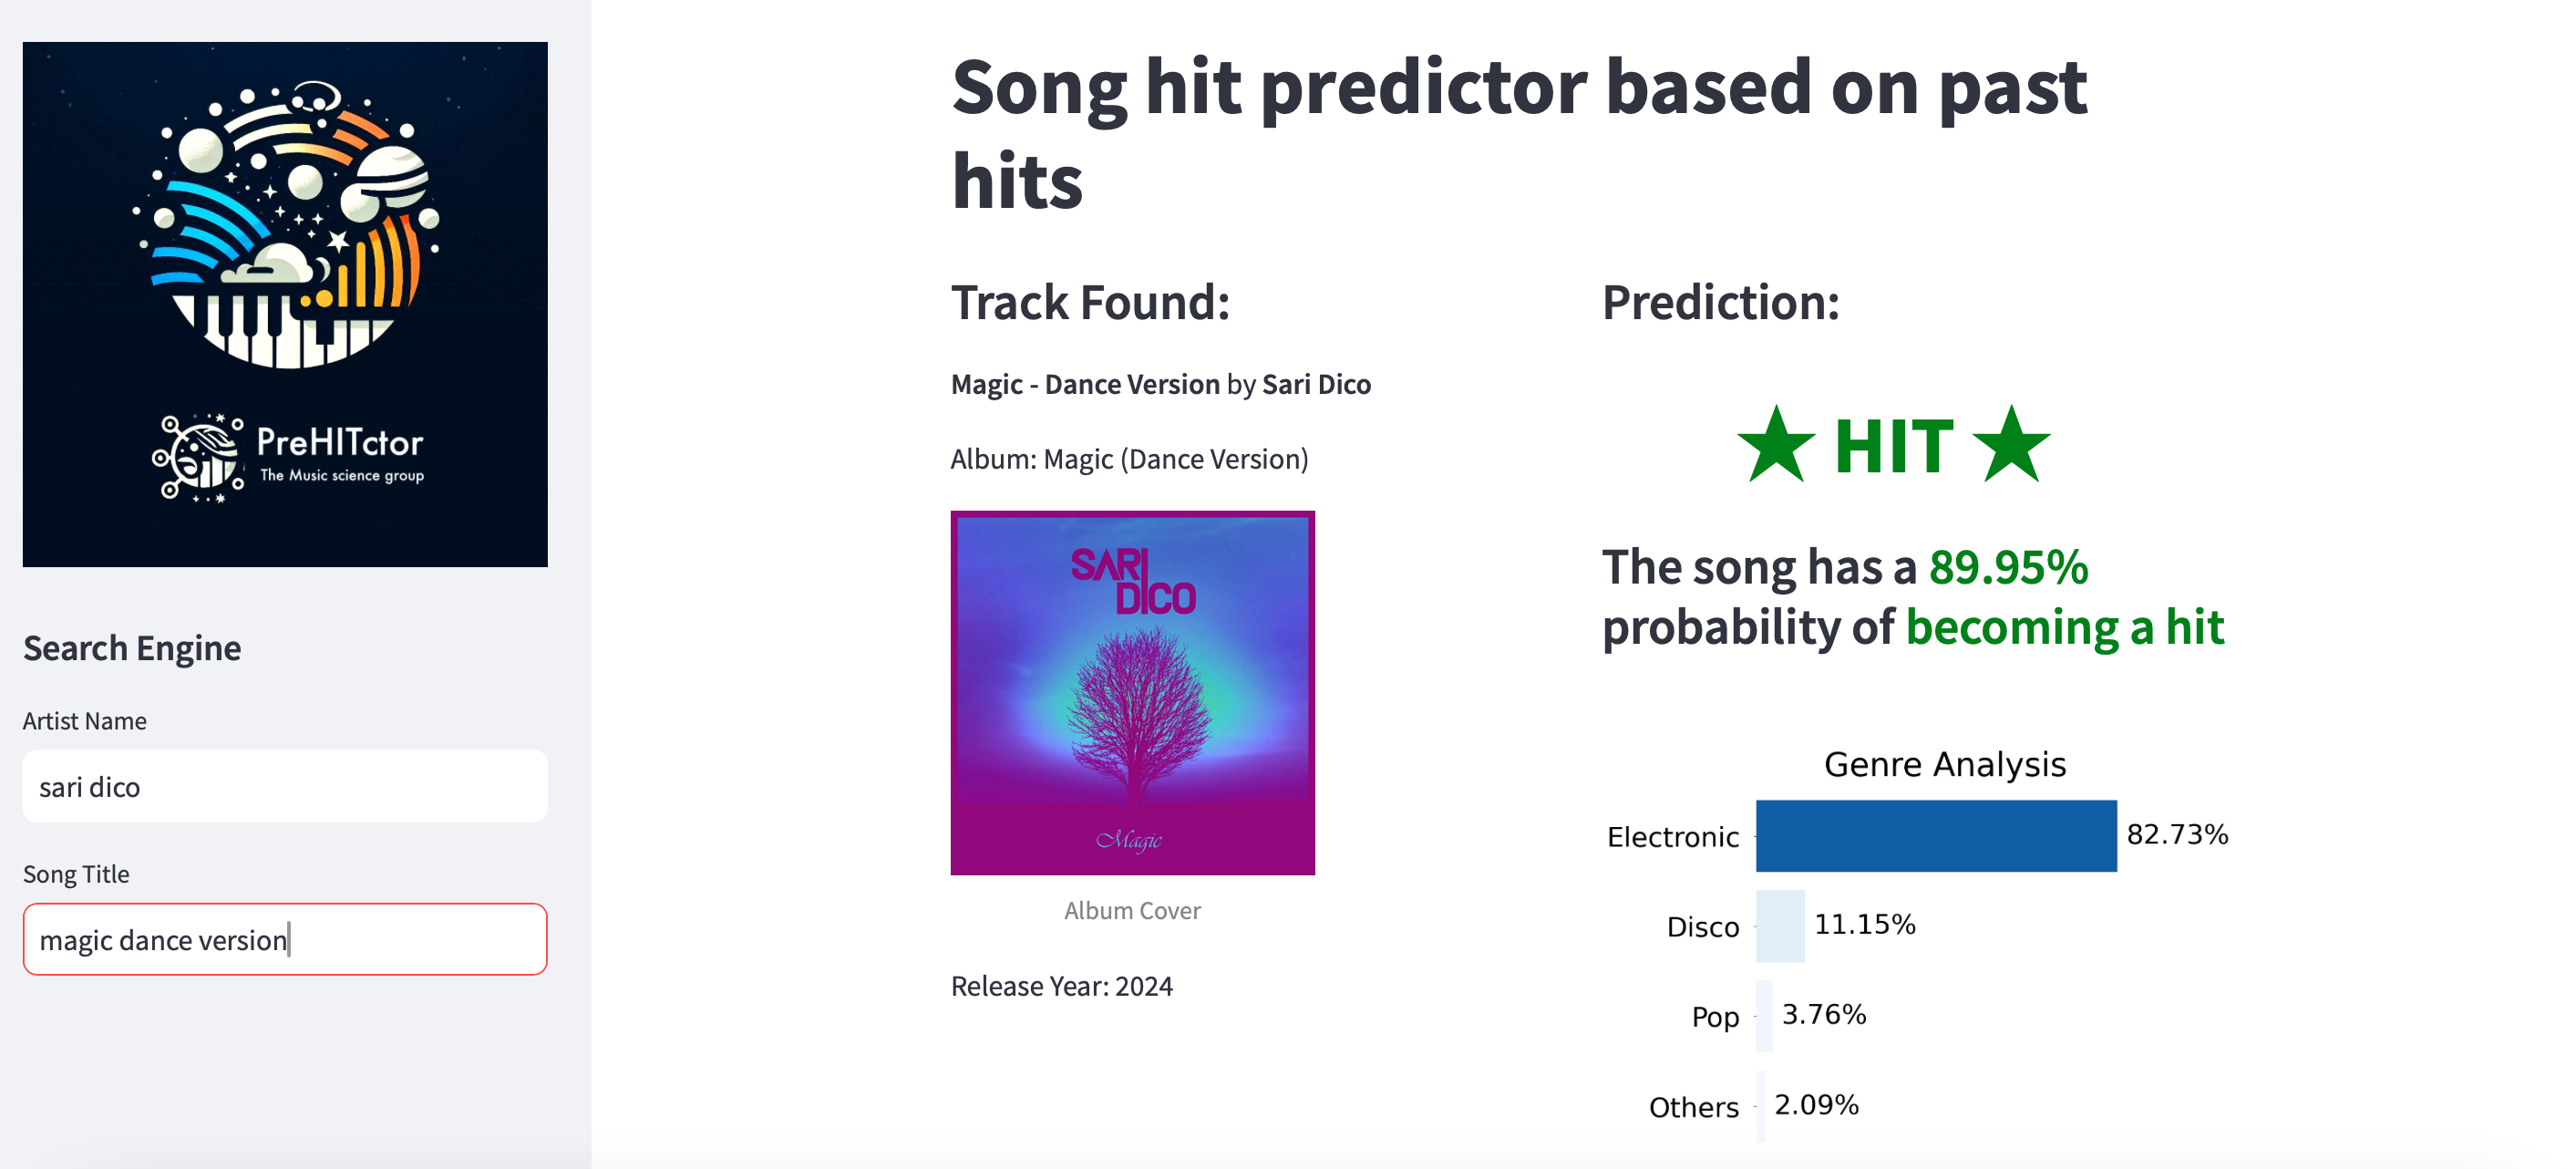 PreHITctor
The Music science group
Search Engine
Artist Name
sari dico
Song Title
magic dance version
Song hit predictor based on past
hits
Track Found:
Magic - Dance Version by Sari Dico
Album: Magic (Dance Version)
SARI
DICO
Magic
Album Cover
Release Year: 2024
Prediction:
★ HIT ★
The song has a 89.95%
probability of becoming a hit
Genre Analysis
Electronic 82.73%
Disco 11.15%
Pop 3.76%
Others 2.09%